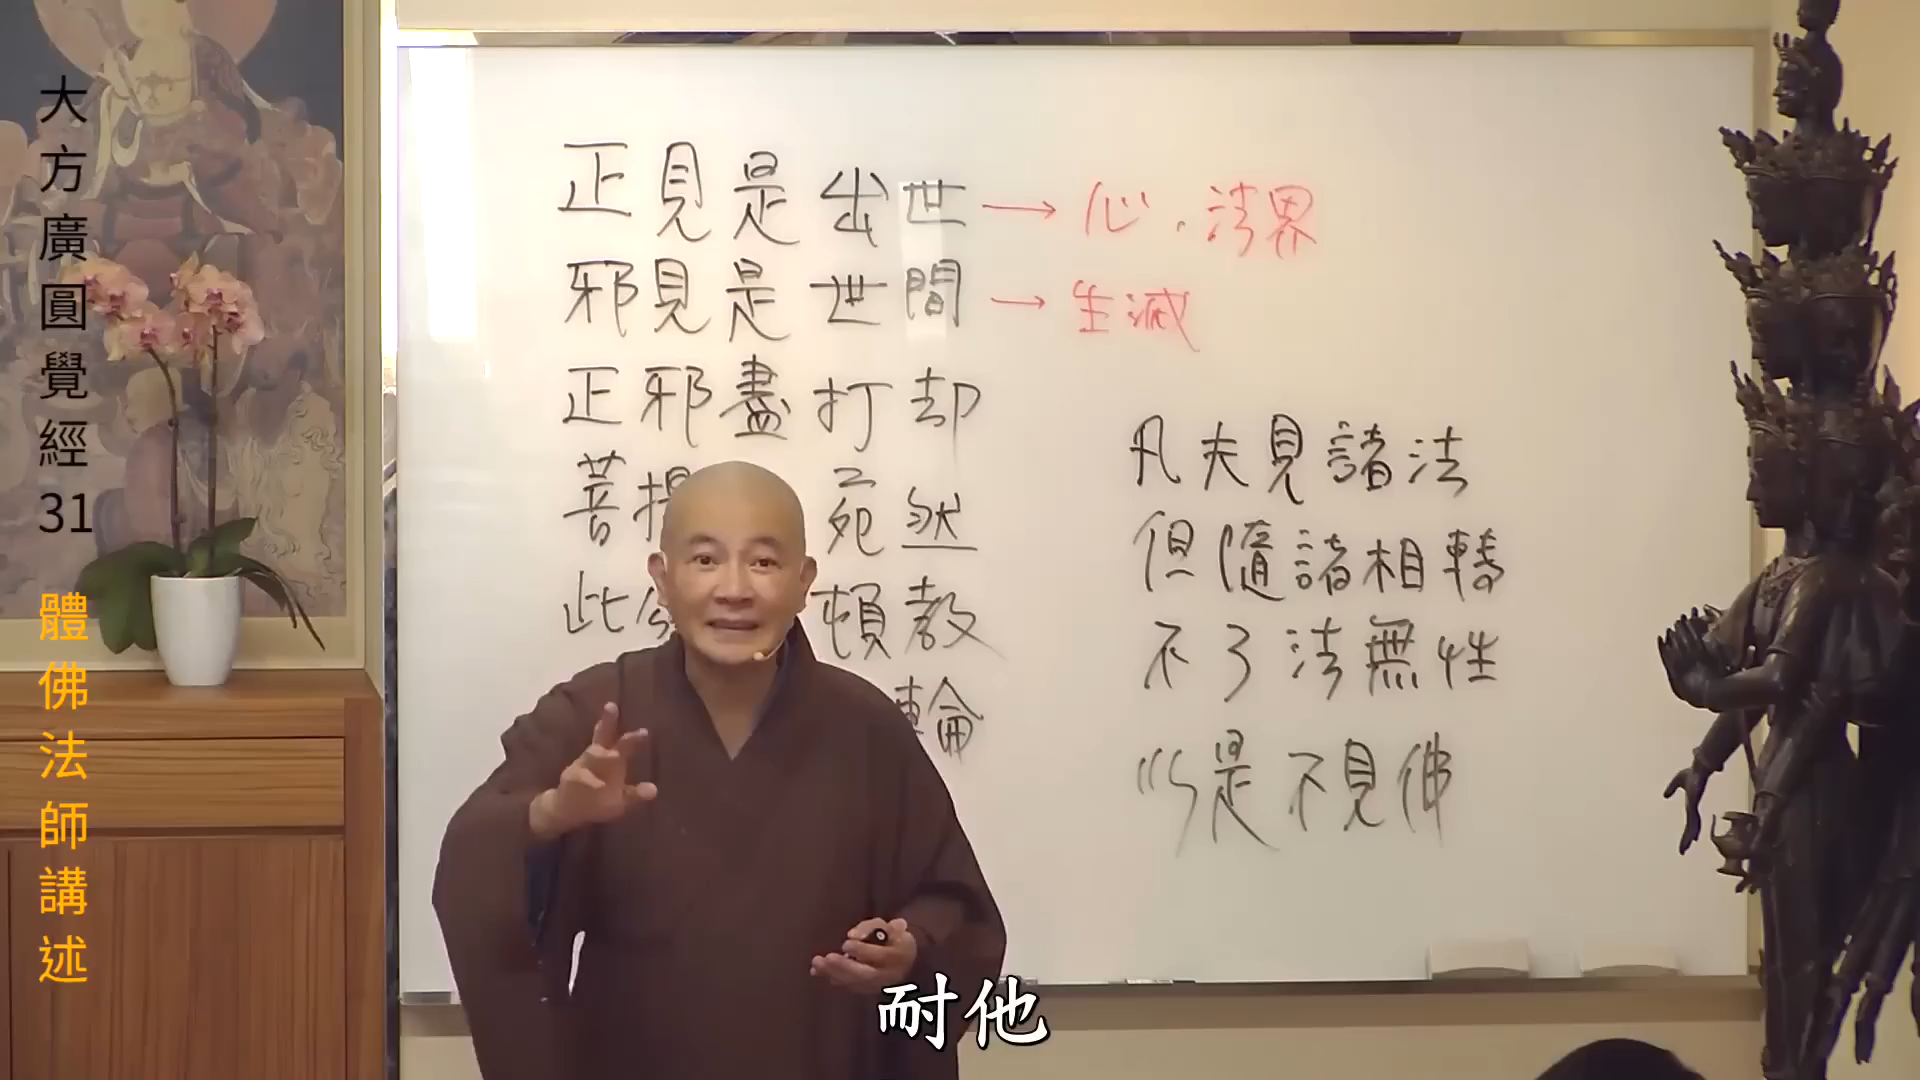 大方廣圓覺經31
體佛法師講述
正見是出世→心.法界
邪見是世間→生滅
正邪盡打却
菩提 宛然
此 頓教
輪
凡夫見諸法
但隨諸相轉
不了法無性
以是不見佛
耐他